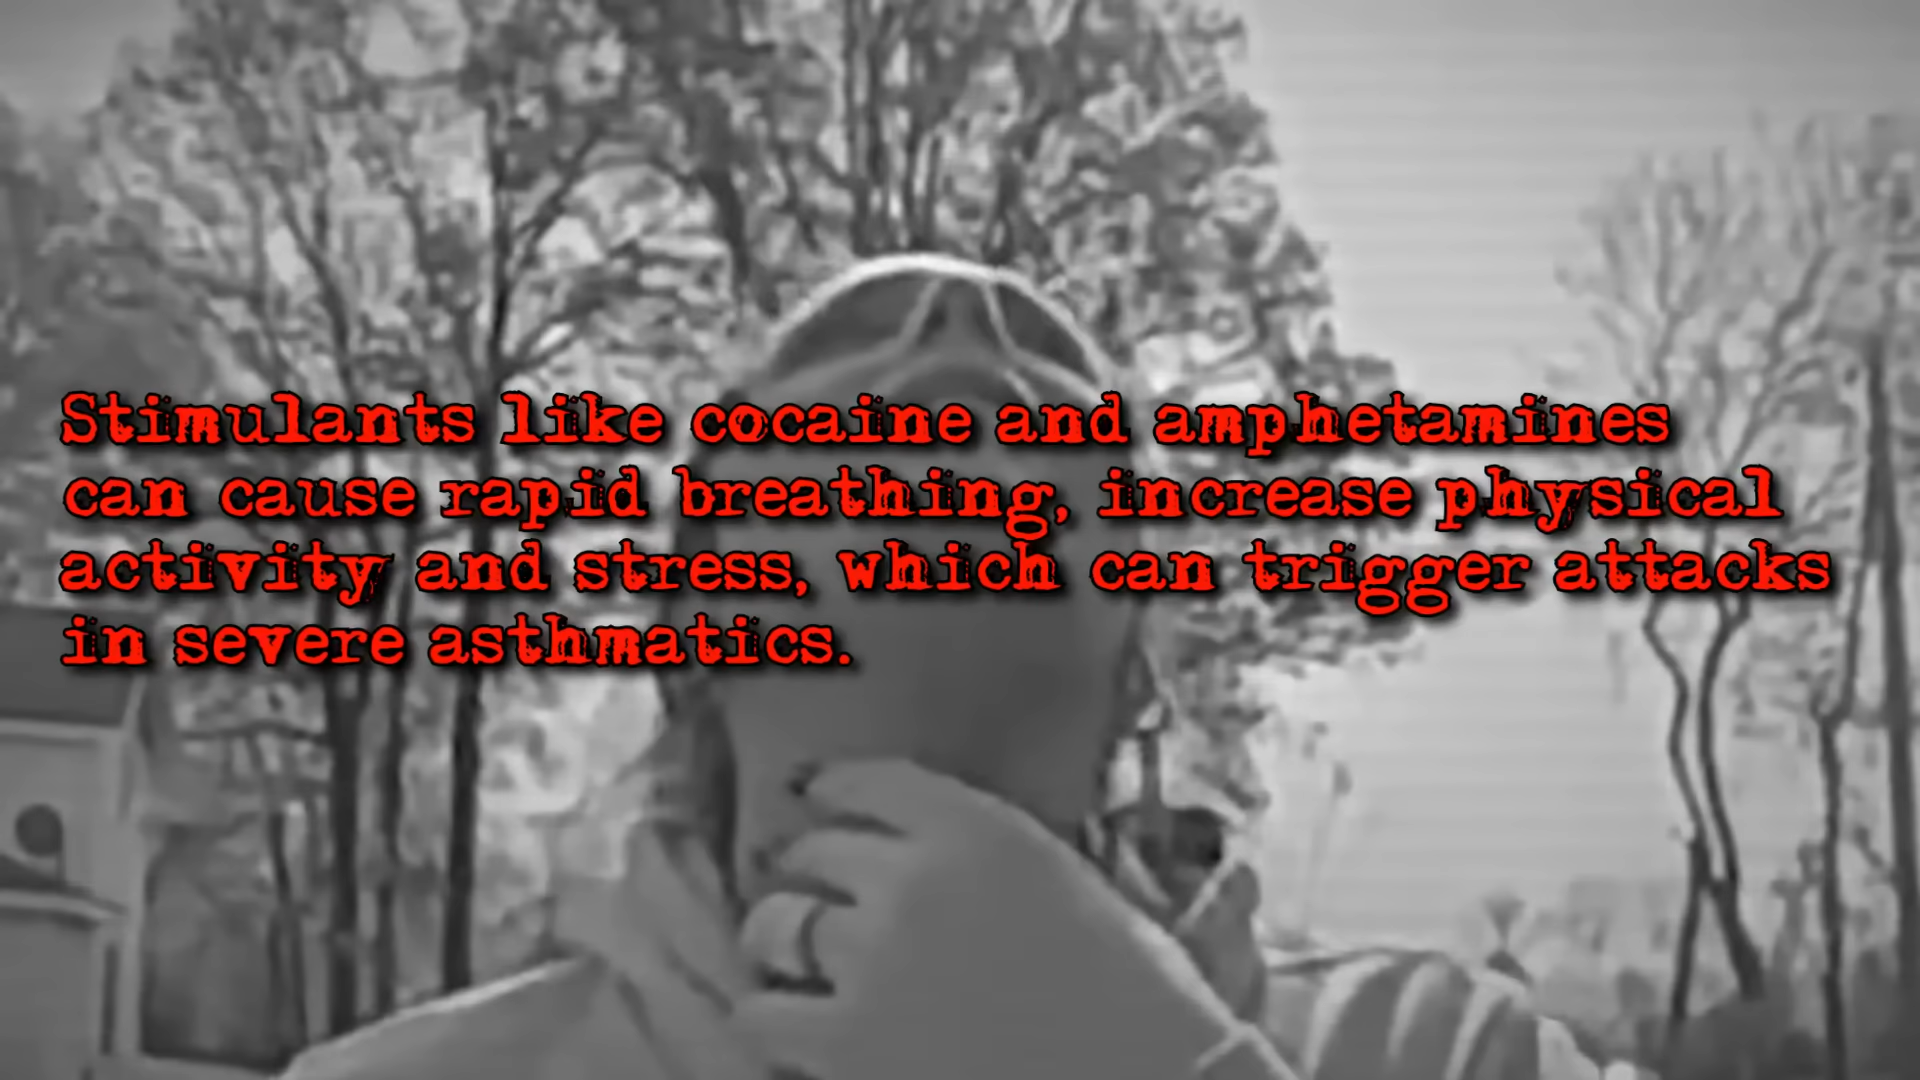 Stimulants like cocaine and amphetamines
can cause rapid breathing, increase physical
activity and stress, which can trigger attacks
in severe asthmatics.